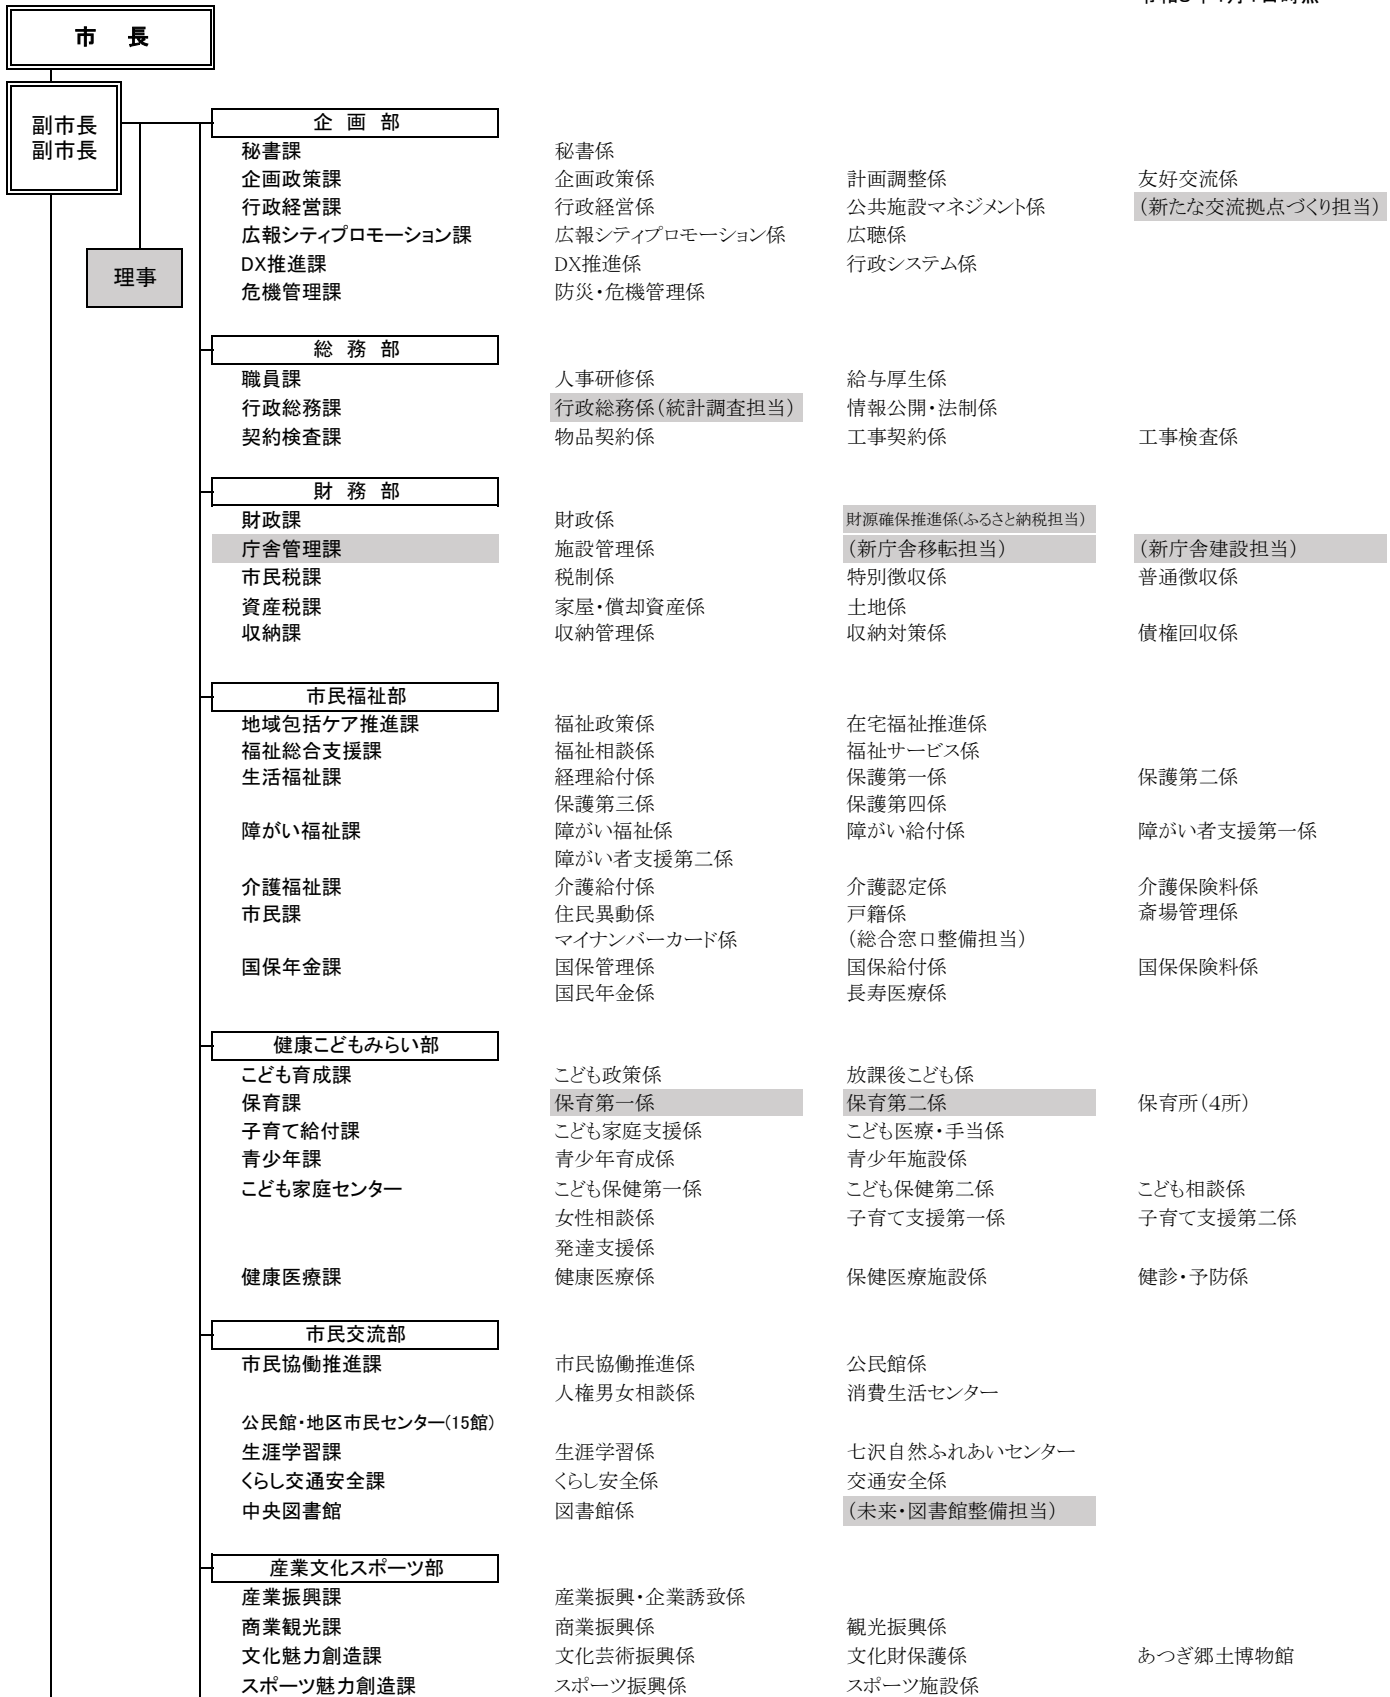 市　長
副市長
副市長
理事
企 画 部
秘書課 秘書係
企画政策課 企画政策係 計画調整係 友好交流係
行政経営課 行政経営係 公共施設マネジメント係 (新たな交流拠点づくり担当)
広報シティプロモーション課 広報シティプロモーション係 広聴係
DX推進課 DX推進係 行政システム係
危機管理課 防災・危機管理係
総 務 部
職員課 人事研修係 給与厚生係
行政総務課 行政総務係(統計調査担当) 情報公開・法制係
契約検査課 物品契約係 工事契約係 工事検査係
財 務 部
財政課 財政係 財源確保推進係(ふるさと納税担当)
庁舎管理課 施設管理係 (新庁舎移転担当) (新庁舎建設担当)
市民税課 税制係 特別徴収係 普通徴収係
資産税課 家屋・償却資産係 土地係
収納課 収納管理係 収納対策係 債権回収係
市民福祉部
地域包括ケア推進課 福祉政策係 在宅福祉推進係
福祉総合支援課 福祉相談係 福祉サービス係
生活福祉課 経理給付係 保護第一係 保護第二係
保護第三係 保護第四係
障がい福祉課 障がい福祉係 障がい給付係 障がい者支援第一係
障がい者支援第二係
介護福祉課 介護給付係 介護認定係 介護保険料係
市民課 住民異動係 戸籍係 斎場管理係
マイナンバーカード係 (総合窓口整備担当)
国保年金課 国保管理係 国保給付係 国保保険料係
国民年金係 長寿医療係
健康こどもみらい部
こども育成課 こども政策係 放課後こども係
保育課 保育第一係 保育第二係 保育所(4所)
子育て給付課 こども家庭支援係 こども医療・手当係
青少年課 青少年育成係 青少年施設係
こども家庭センター こども保健第一係 こども保健第二係 こども相談係
女性相談係 子育て支援第一係 子育て支援第二係
発達支援係
健康医療課 健康医療係 保健医療施設係 健診・予防係
市民交流部
市民協働推進課 市民協働推進係 公民館係
人権男女相談係 消費生活センター
公民館・地区市民センター(15館)
生涯学習課 生涯学習係 七沢自然ふれあいセンター
くらし交通安全課 くらし安全係 交通安全係
中央図書館 図書館係 (未来・図書館整備担当)
産業文化スポーツ部
産業振興課 産業振興・企業誘致係
商業観光課 商業振興係 観光振興係
文化魅力創造課 文化芸術振興係 文化財保護係 あつぎ郷土博物館
スポーツ魅力創造課 スポーツ振興係 スポーツ施設係